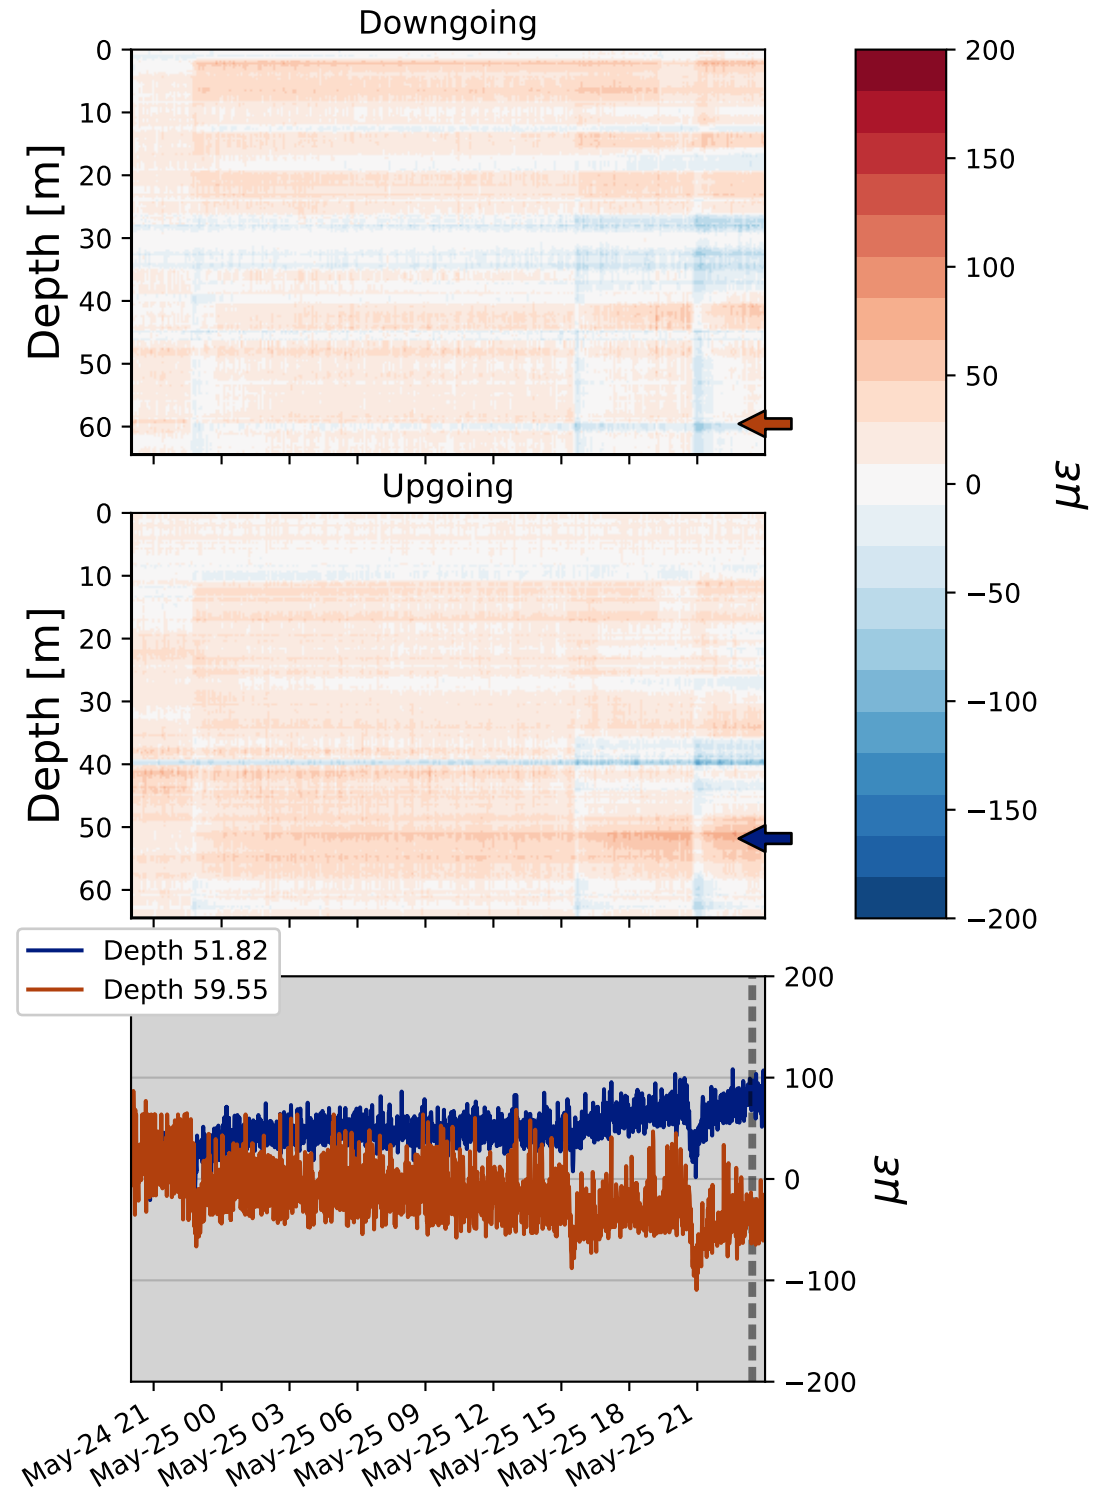 Downgoing
0
10
20
30
40
50
60
Depth [m]
Upgoing
0
10
20
30
40
50
60
Depth [m]
200
150
100
50
0
−50
−100
−150
−200
με
Depth 51.82
Depth 59.55
200
100
0
−100
−200
με
May-24 21
May-25 00
May-25 03
May-25 06
May-25 09
May-25 12
May-25 15
May-25 18
May-25 21